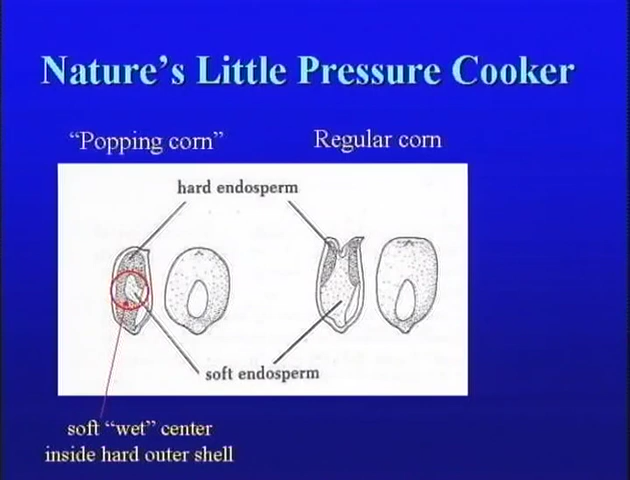 Nature's Little Pressure Cooker
“Popping corn”
Regular corn
hard endosperm
soft endosperm
soft “wet” center
inside hard outer shell